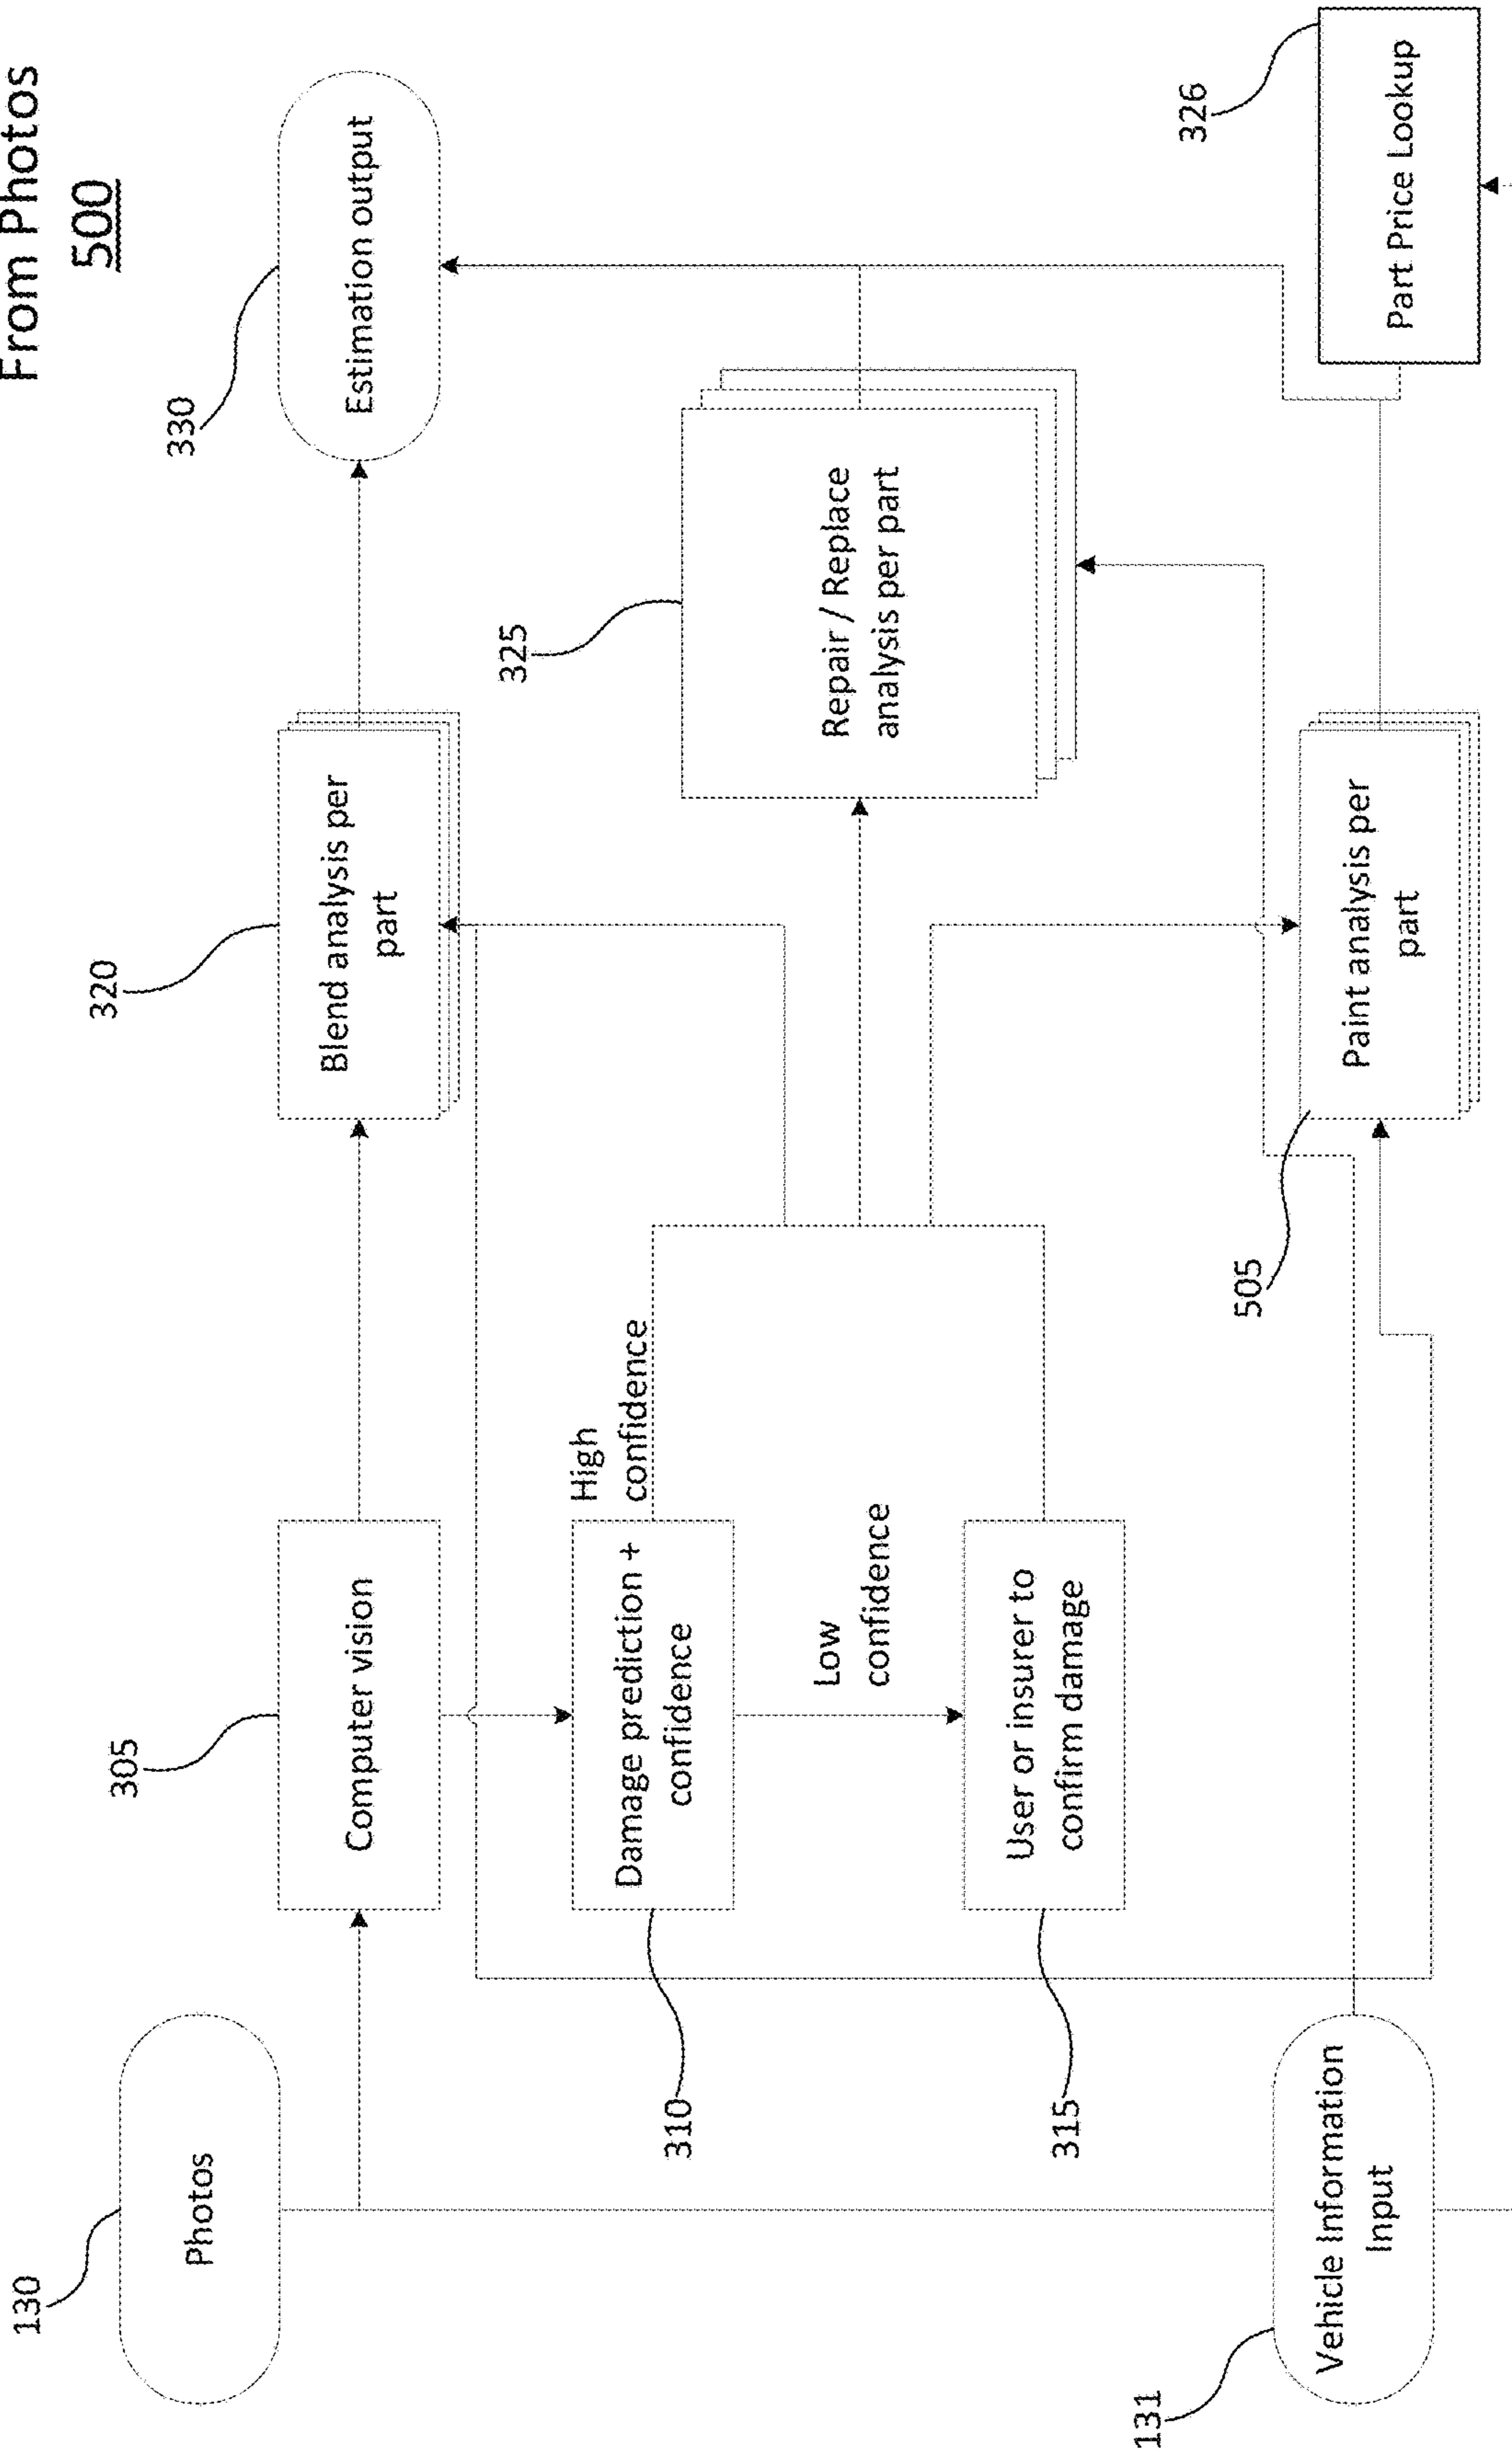 From Photos
500
130
305
320
330
Photos
Computer vision
Blend analysis per
part
Estimation output
310
Damage prediction +
confidence
High
confidence
325
Repair / Replace
analysis per part
Low
confidence
315
User or insurer to
confirm damage
131
Vehicle Information
Input
505
Paint analysis per
part
326
Part Price Lookup